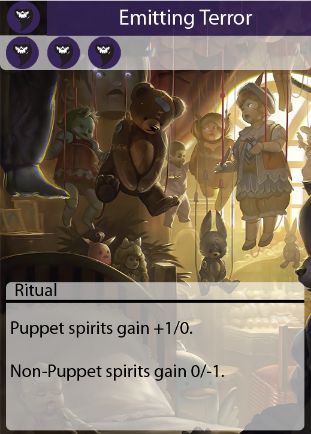 Emitting Terror
Ritual
Puppet spirits gain +1/0.
Non-Puppet spirits gain 0/-1.